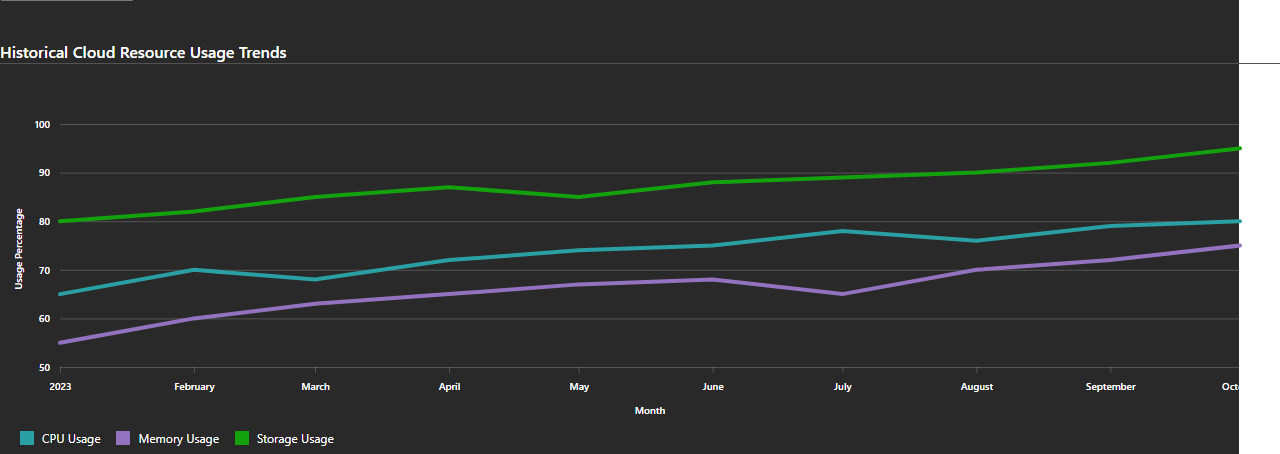 Historical Cloud Resource Usage Trends
100
90
80
70
60
50
Usage Percentage
2023 February March April May June July August September Octo
Month
CPU Usage Memory Usage Storage Usage